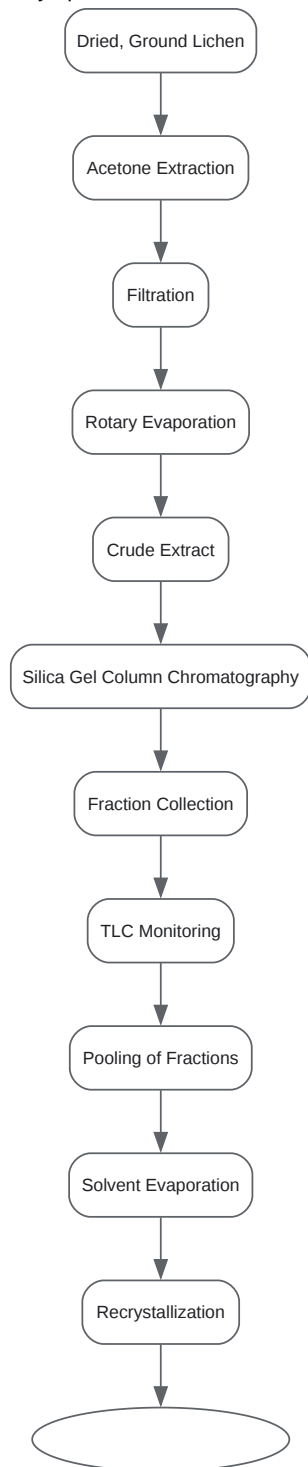 Dried, Ground Lichen
Acetone Extraction
Filtration
Rotary Evaporation
Crude Extract
Silica Gel Column Chromatography
Fraction Collection
TLC Monitoring
Pooling of Fractions
Solvent Evaporation
Recrystallization